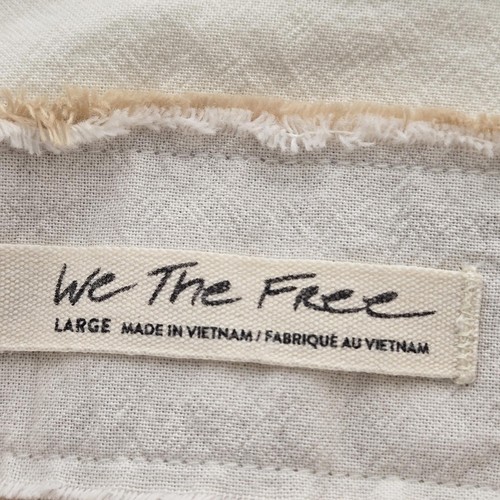 We The Free
LARGE MADE IN VIETNAM / FABRIQUÉ AU VIETNAM